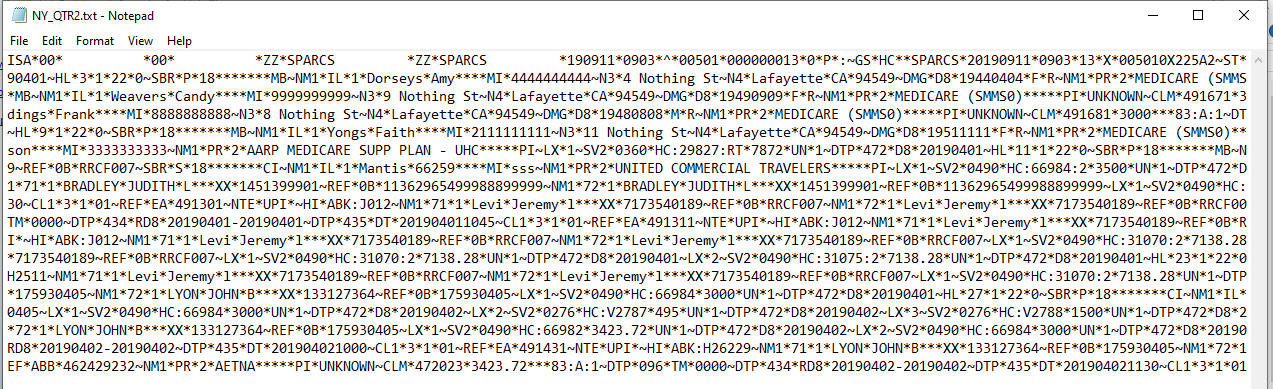 NY_QTR2.txt - Notepad
File Edit Format View Help
ISA*00* *00* *ZZ*SPARCS *ZZ*SPARCS *190911*0903*^*00501*000000013*0*P*:~GS*HC**SPARCS*20190911*0903*13*X*005010X225A2~ST*
90401~HL*3*1*22*0~SBR*P*18*******MB~NM1*IL*1*Dorseys*Amy****MI*4444444444~N3*4 Nothing St~N4*Lafayette*CA*94549~DMG*D8*19440404*F*R~NM1*PR*2*MEDICARE (SMMS
*MB~NM1*IL*1*Weavers*Candy****MI*9999999999~N3*9 Nothing St~N4*Lafayette*CA*94549~DMG*D8*19490909*F*R~NM1*PR*2*MEDICARE (SMMS0)*****PI*UNKNOWN~CLM*491671*3
dings*Frank****MI*8888888888~N3*8 Nothing St~N4*Lafayette*CA*94549~DMG*D8*19480808*M*R~NM1*PR*2*MEDICARE (SMMS0)*****PI*UNKNOWN~CLM*491681*3000***83:A:1~DT
~HL*9*1*22*0~SBR*P*18*******MB~NM1*IL*1*Yongs*Faith****MI*2111111111~N3*11 Nothing St~N4*Lafayette*CA*94549~DMG*D8*19511111*F*R~NM1*PR*2*MEDICARE (SMMS0)**
son****MI*3333333333~NM1*PR*2*AARP MEDICARE SUPP PLAN - UHC*****PI~LX*1~SV2*0360*HC:29827:RT*7872*UN*1~DTP*472*D8*20190401~HL*11*1*22*0~SBR*P*18*******MB~N
9~REF*0B*RRCF007~SBR*S*18*******CI~NM1*IL*1*Mantis*66259****MI*sss~NM1*PR*2*UNITED COMMERCIAL TRAVELERS*****PI~LX*1~SV2*0490*HC:66984:2*3500*UN*1~DTP*472*D
1*71*1*BRADLEY*JUDITH*L***XX*1451399901~REF*0B*11362965499988899999~NM1*72*1*BRADLEY*JUDITH*L***XX*1451399901~REF*0B*11362965499988899999~LX*1~SV2*0490*HC:
30~CL1*3*1*01~REF*EA*491301~NTE*UPI*~HI*ABK:J012~NM1*71*1*Levi*Jeremy*l***XX*7173540189~REF*0B*RRCF007~NM1*72*1*Levi*Jeremy*l***XX*7173540189~REF*0B*RRCF00
TM*0000~DTP*434*RD8*20190401-20190401~DTP*435*DT*201904011045~CL1*3*1*01~REF*EA*491311~NTE*UPI*~HI*ABK:J012~NM1*71*1*Levi*Jeremy*l***XX*7173540189~REF*0B*R
I*~HI*ABK:J012~NM1*71*1*Levi*Jeremy*l***XX*7173540189~REF*0B*RRCF007~NM1*72*1*Levi*Jeremy*l***XX*7173540189~REF*0B*RRCF007~LX*1~SV2*0490*HC:31070:2*7138.28
*7173540189~REF*0B*RRCF007~LX*1~SV2*0490*HC:31070:2*7138.28*UN*1~DTP*472*D8*20190401~LX*2~SV2*0490*HC:31075:2*7138.28*UN*1~DTP*472*D8*20190401~HL*23*1*22*0
H2511~NM1*71*1*Levi*Jeremy*l***XX*7173540189~REF*0B*RRCF007~NM1*72*1*Levi*Jeremy*l***XX*7173540189~REF*0B*RRCF007~LX*1~SV2*0490*HC:31070:2*7138.28*UN*1~DTP
*175930405~NM1*72*1*LYON*JOHN*B***XX*133127364~REF*0B*175930405~LX*1~SV2*0490*HC:66984*3000*UN*1~DTP*472*D8*20190401~HL*27*1*22*0~SBR*P*18*******CI~NM1*IL*
0405~LX*1~SV2*0490*HC:66984*3000*UN*1~DTP*472*D8*20190402~LX*2~SV2*0276*HC:V2787*495*UN*1~DTP*472*D8*20190402~LX*3~SV2*0276*HC:V2788*1500*UN*1~DTP*472*D8*2
*72*1*LYON*JOHN*B***XX*133127364~REF*0B*175930405~LX*1~SV2*0490*HC:66982*3423.72*UN*1~DTP*472*D8*20190402~LX*2~SV2*0490*HC:66984*3000*UN*1~DTP*472*D8*20190
RD8*20190402-20190402~DTP*435*DT*201904021000~CL1*3*1*01~REF*EA*491431~NTE*UPI*~HI*ABK:H26229~NM1*71*1*LYON*JOHN*B***XX*133127364~REF*0B*175930405~NM1*72*1
EF*ABB*462429232~NM1*PR*2*AETNA*****PI*UNKNOWN~CLM*472023*3423.72***83:A:1~DTP*096*TM*0000~DTP*434*RD8*20190402-20190402~DTP*435*DT*201904021130~CL1*3*1*01